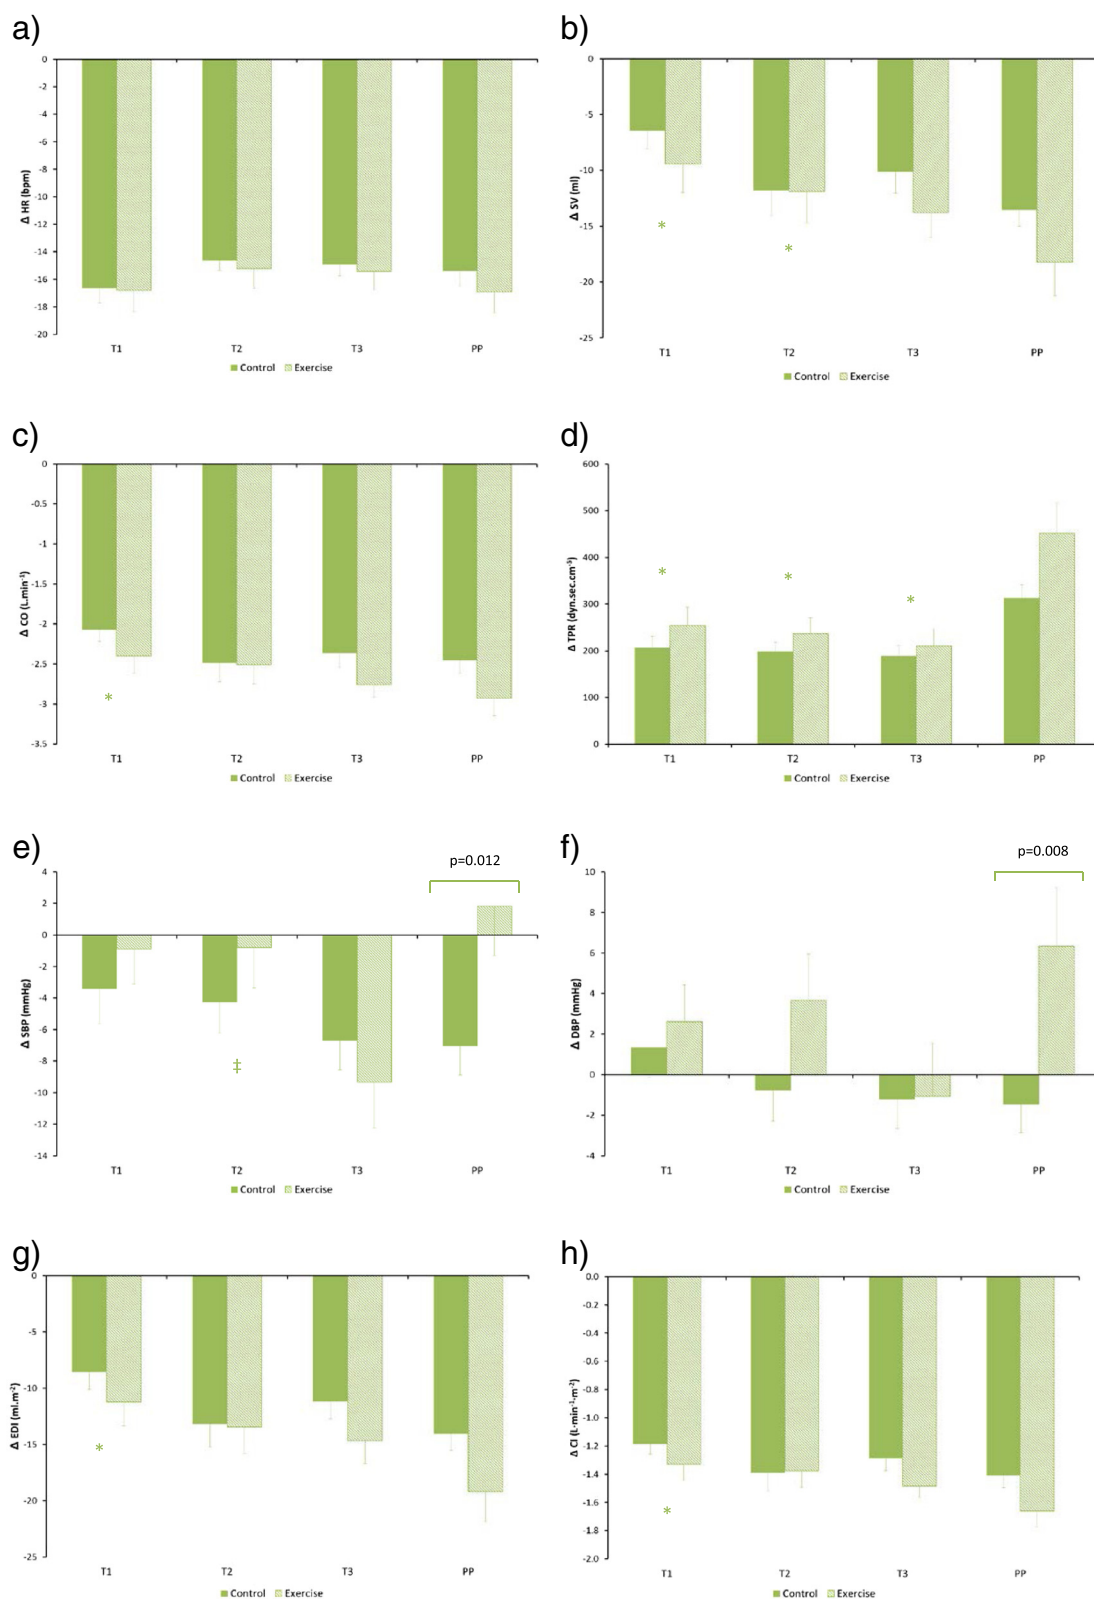 a)
0
-2
-4
-6
-8
-10
-12
-14
-16
-18
-20
Δ HR (bpm)
T1 T2 T3 PP
Control Exercise
b)
0
-5
-10
-15
-20
-25
Δ SV (ml)
* *
T1 T2 T3 PP
Control Exercise
c)
0
-0.5
-1
-1.5
-2
-2.5
-3
-3.5
Δ CO (L.min⁻¹)
*
T1 T2 T3 PP
Control Exercise
d)
600
500
400
300
200
100
0
Δ TPR (dyn.sec.cm⁻⁵)
* * *
T1 T2 T3 PP
Control Exercise
e)
p=0.012
4
2
0
-2
-4
-6
-8
-10
-12
-14
Δ SBP (mmHg)
‡
T1 T2 T3 PP
Control Exercise
f)
p=0.008
10
8
6
4
2
0
-2
-4
Δ DBP (mmHg)
T1 T2 T3 PP
Control Exercise
g)
0
-5
-10
-15
-20
-25
Δ EDI (ml.m⁻²)
*
T1 T2 T3 PP
Control Exercise
h)
0.0
-0.2
-0.4
-0.6
-0.8
-1.0
-1.2
-1.4
-1.6
-1.8
-2.0
Δ CI (L·min⁻¹·m⁻²)
*
T1 T2 T3 PP
Control Exercise